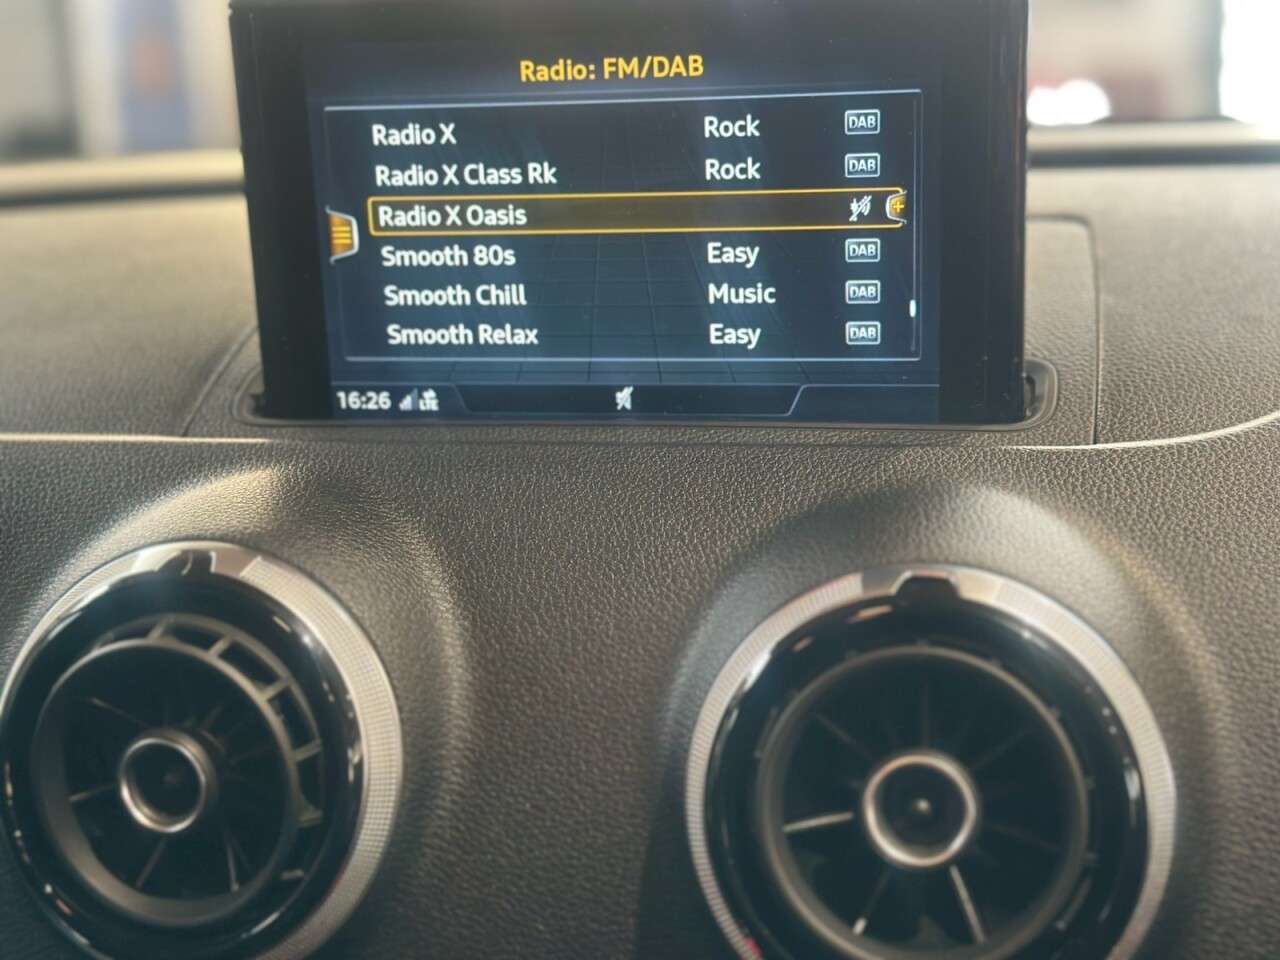 Radio: FM/DAB
Radio X Rock DAB
Radio X Class Rk Rock DAB
Radio X Oasis
Smooth 80s Easy DAB
Smooth Chill Music DAB
Smooth Relax Easy DAB
16:26 LTE